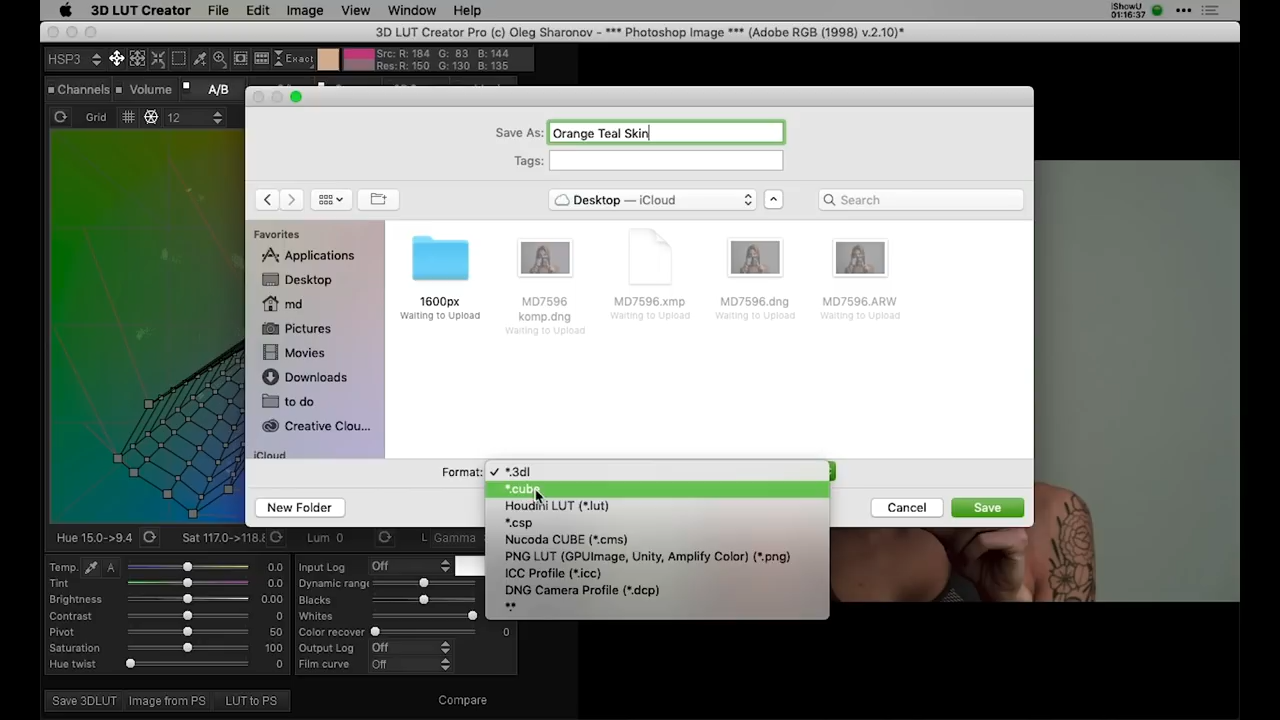 3D LUT Creator File Edit Image View Window Help iShowU 01:16:37
3D LUT Creator Pro (c) Oleg Sharonov - *** Photoshop Image *** (Adobe RGB (1998) v.2.10)*
HSP3 Exact Src: R: 184 G: 83 B: 144
Res: R: 150 G: 130 B: 135
Channels Volume A/B
Grid 12
Save As: Orange Teal Skin
Tags:
Desktop — iCloud Search
Favorites
Applications
Desktop
md
Pictures
Movies
Downloads
to do
Creative Clou...
iCloud
1600px
Waiting to Upload
MD7596 komp.dng
Waiting to Upload
MD7596.xmp
Waiting to Upload
MD7596.dng
Waiting to Upload
MD7596.ARW
Waiting to Upload
Format: *.3dl
*.cube
Houdini LUT (*.lut)
*.csp
Nucoda CUBE (*.cms)
PNG LUT (GPUImage, Unity, Amplify Color) (*.png)
ICC Profile (*.icc)
DNG Camera Profile (*.dcp)
*.*
New Folder Cancel Save
Hue 15.0->9.4 Sat 117.0->118. Lum 0 Gamma
Temp. A 0.0
Tint 0.0
Brightness 0.00
Contrast 0
Pivot 50
Saturation 100
Hue twist 0
Input Log Off
Dynamic range
Blacks
Whites
Color recover 0
Output Log Off
Film curve Off
Save 3DLUT Image from PS LUT to PS Compare